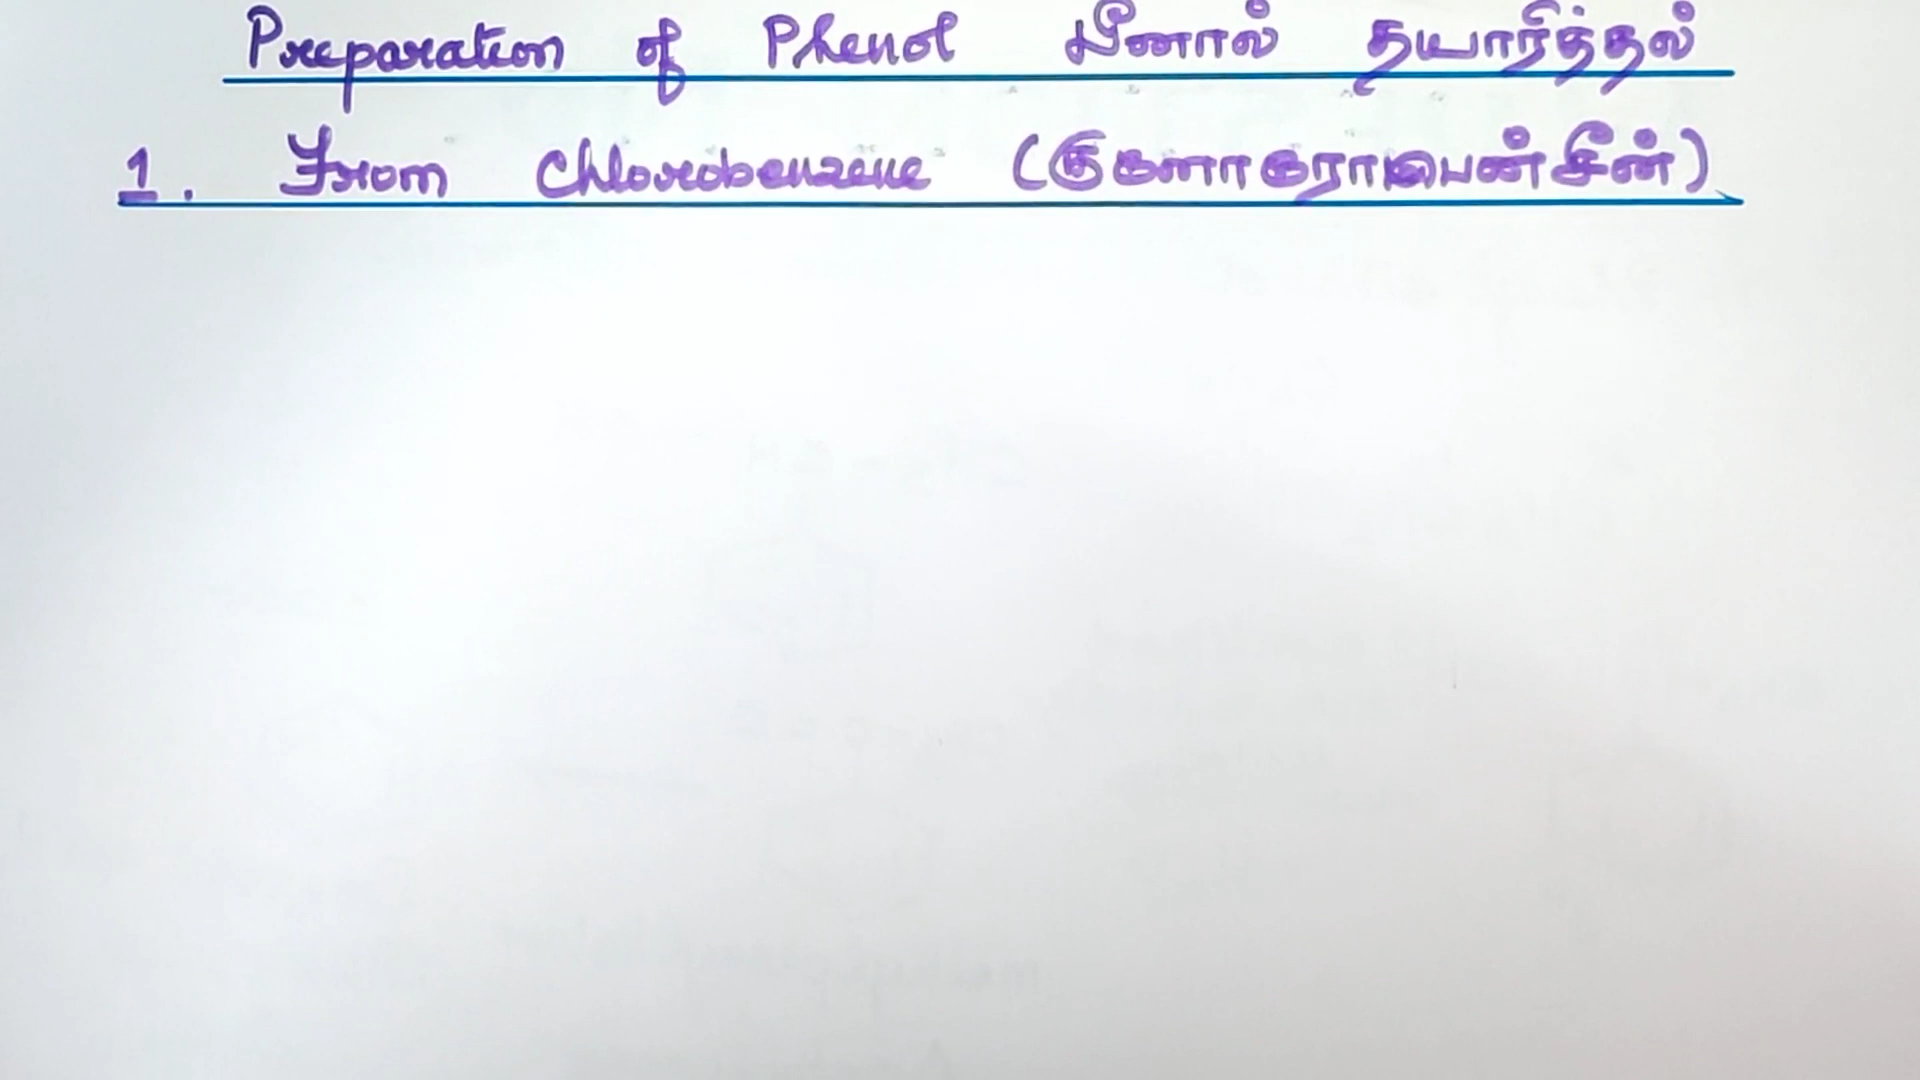 Preparation of Phenol பீனால் தயாரித்தல்
1. From Chlorobenzene (குளோரோபென்சீன்)